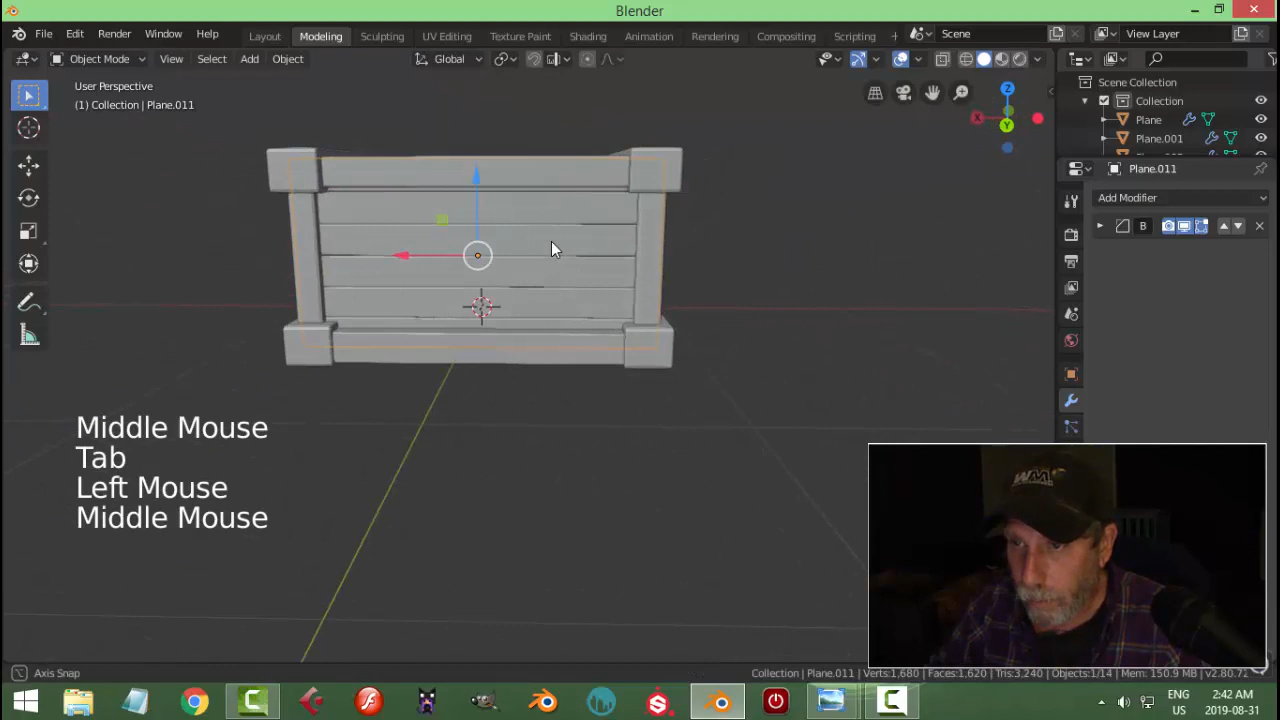 Blender
File Edit Render Window Help
Layout Modeling Sculpting UV Editing Texture Paint Shading Animation Rendering Compositing Scripting +
Scene
View Layer
Object Mode View Select Add Object
Global
User Perspective
(1) Collection | Plane.011
Scene Collection
Collection
Plane
Plane.001
Plane.011
Add Modifier
B
Z
X
Y
Middle Mouse
Tab
Left Mouse
Middle Mouse
WM
Axis Snap
Collection | Plane.011 | Verts:1,680 | Faces:1,620 | Tris:3,240 | Objects:1/14 | Mem: 150.9 MB | v2.80.7
ENG
US
2:42 AM
2019-08-31